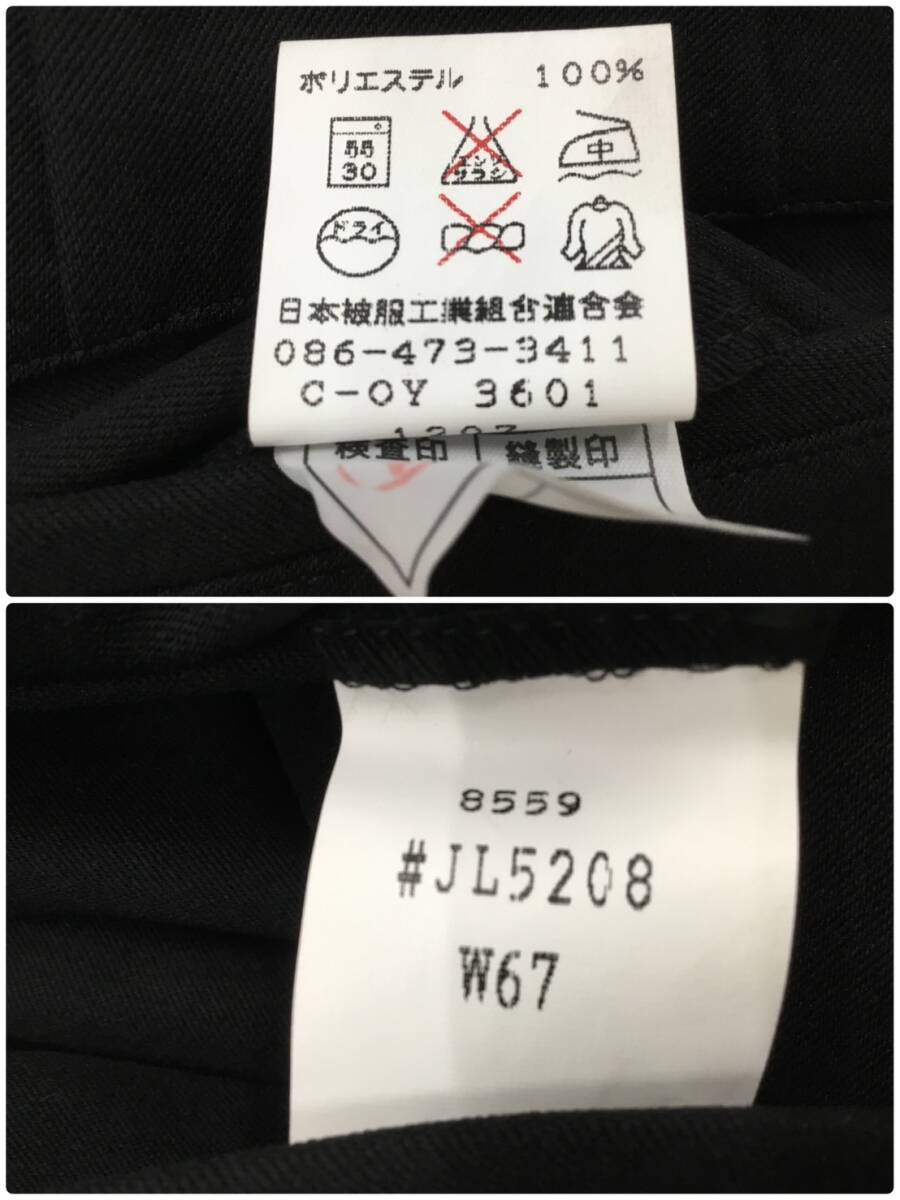 ポリエステル 100%
55
30
エンソ
サラシ
中
ドライ
日本被服工業組合連合会
086-473-3411
C-OY 3601
検査印 縫製印
8559
#JL5208
W67